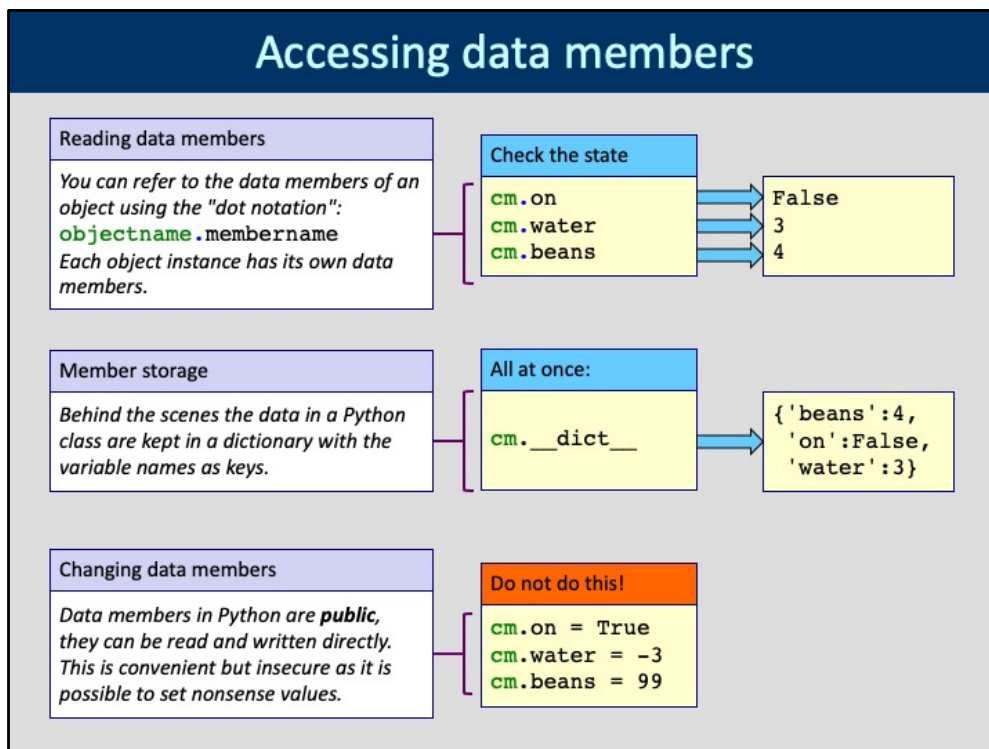 Accessing data members
Reading data members
You can refer to the data members of an
object using the "dot notation":
objectname.membername
Each object instance has its own data
members.
Check the state
cm.on
cm.water
cm.beans
False
3
4
Member storage
Behind the scenes the data in a Python
class are kept in a dictionary with the
variable names as keys.
All at once:
cm.__dict__
{'beans':4,
'on':False,
'water':3}
Changing data members
Data members in Python are public,
they can be read and written directly.
This is convenient but insecure as it is
possible to set nonsense values.
Do not do this!
cm.on = True
cm.water = -3
cm.beans = 99